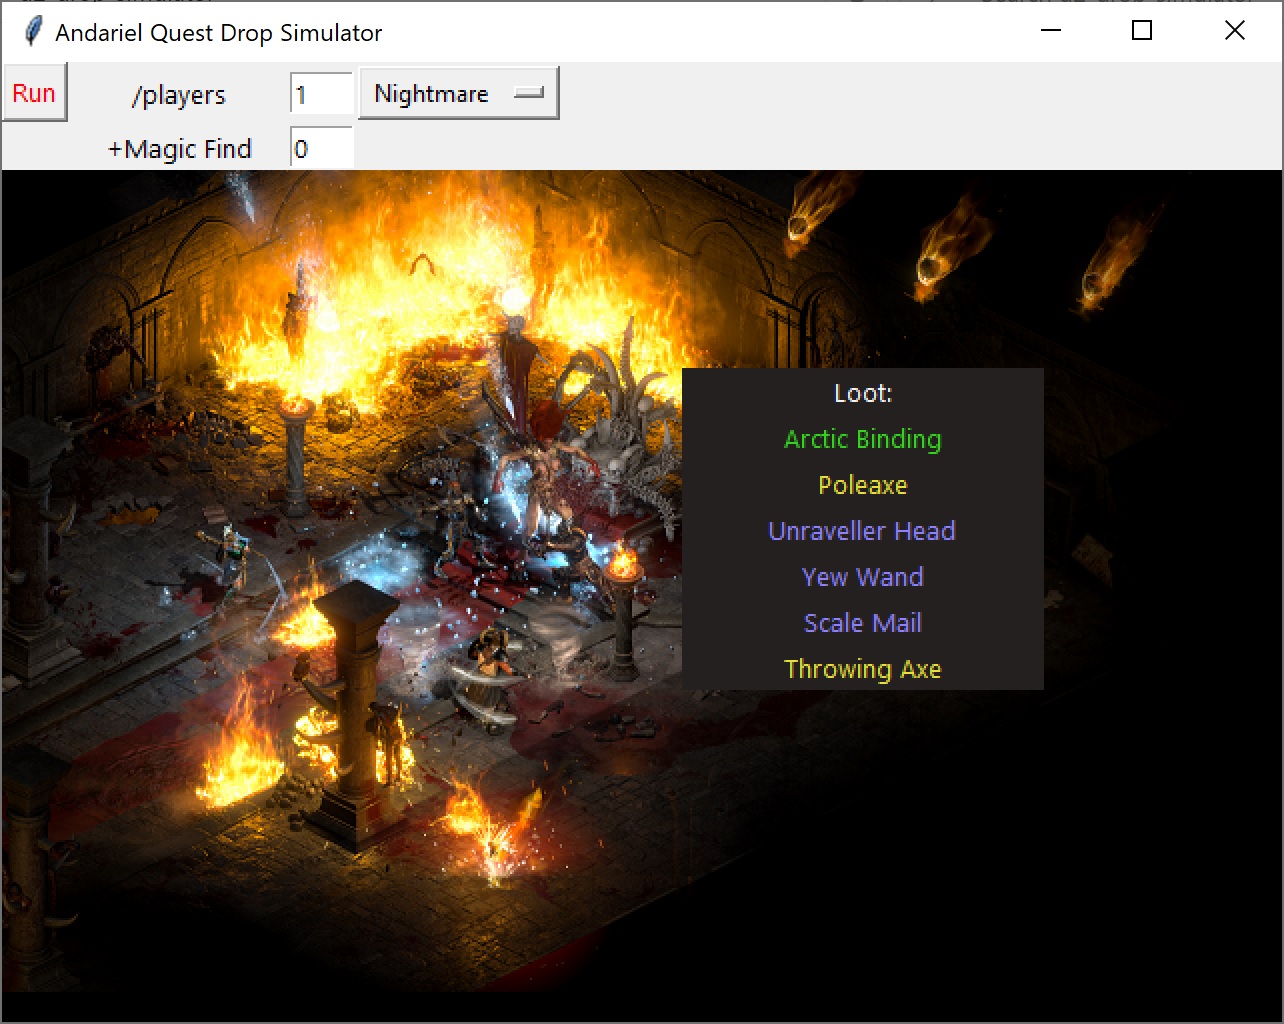 Andariel Quest Drop Simulator
Run
/players
1
Nightmare
+Magic Find
0
Loot:
Arctic Binding
Poleaxe
Unraveller Head
Yew Wand
Scale Mail
Throwing Axe